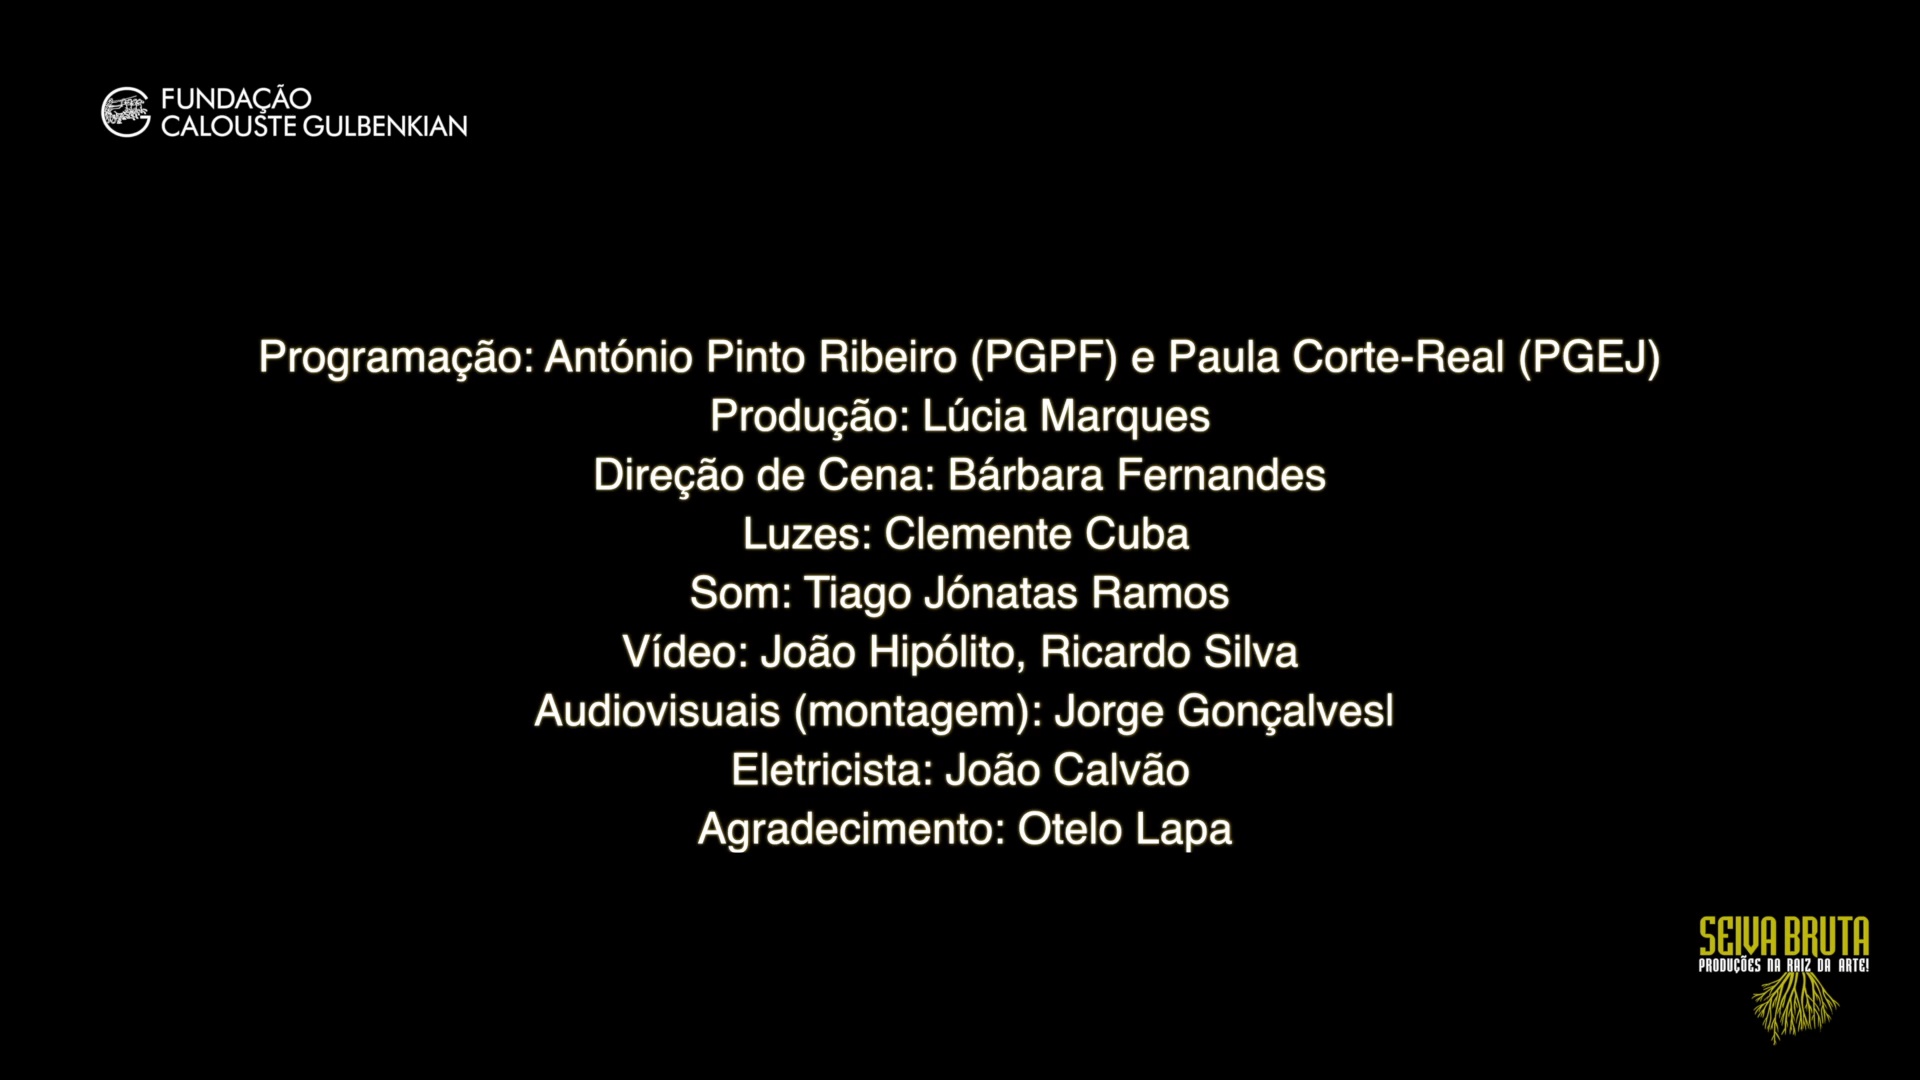 FUNDAÇÃO
CALOUSTE GULBENKIAN
Programação: António Pinto Ribeiro (PGPF) e Paula Corte-Real (PGEJ)
Produção: Lúcia Marques
Direção de Cena: Bárbara Fernandes
Luzes: Clemente Cuba
Som: Tiago Jónatas Ramos
Vídeo: João Hipólito, Ricardo Silva
Audiovisuais (montagem): Jorge Gonçalvesl
Eletricista: João Calvão
Agradecimento: Otelo Lapa
SEIVA BRUTA
PRODUÇÕES NA RAIZ DA ARTE!